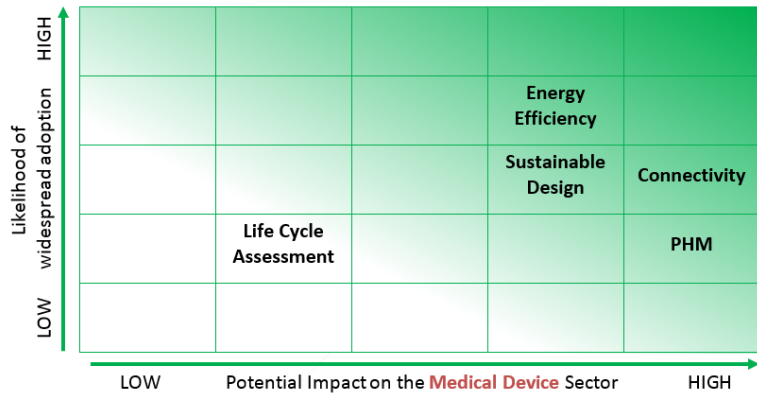 HIGH
Likelihood of
widespread adoption
LOW
Energy
Efficiency
Sustainable
Design
Connectivity
Life Cycle
Assessment
PHM
LOW
Potential Impact on the Medical Device Sector
HIGH